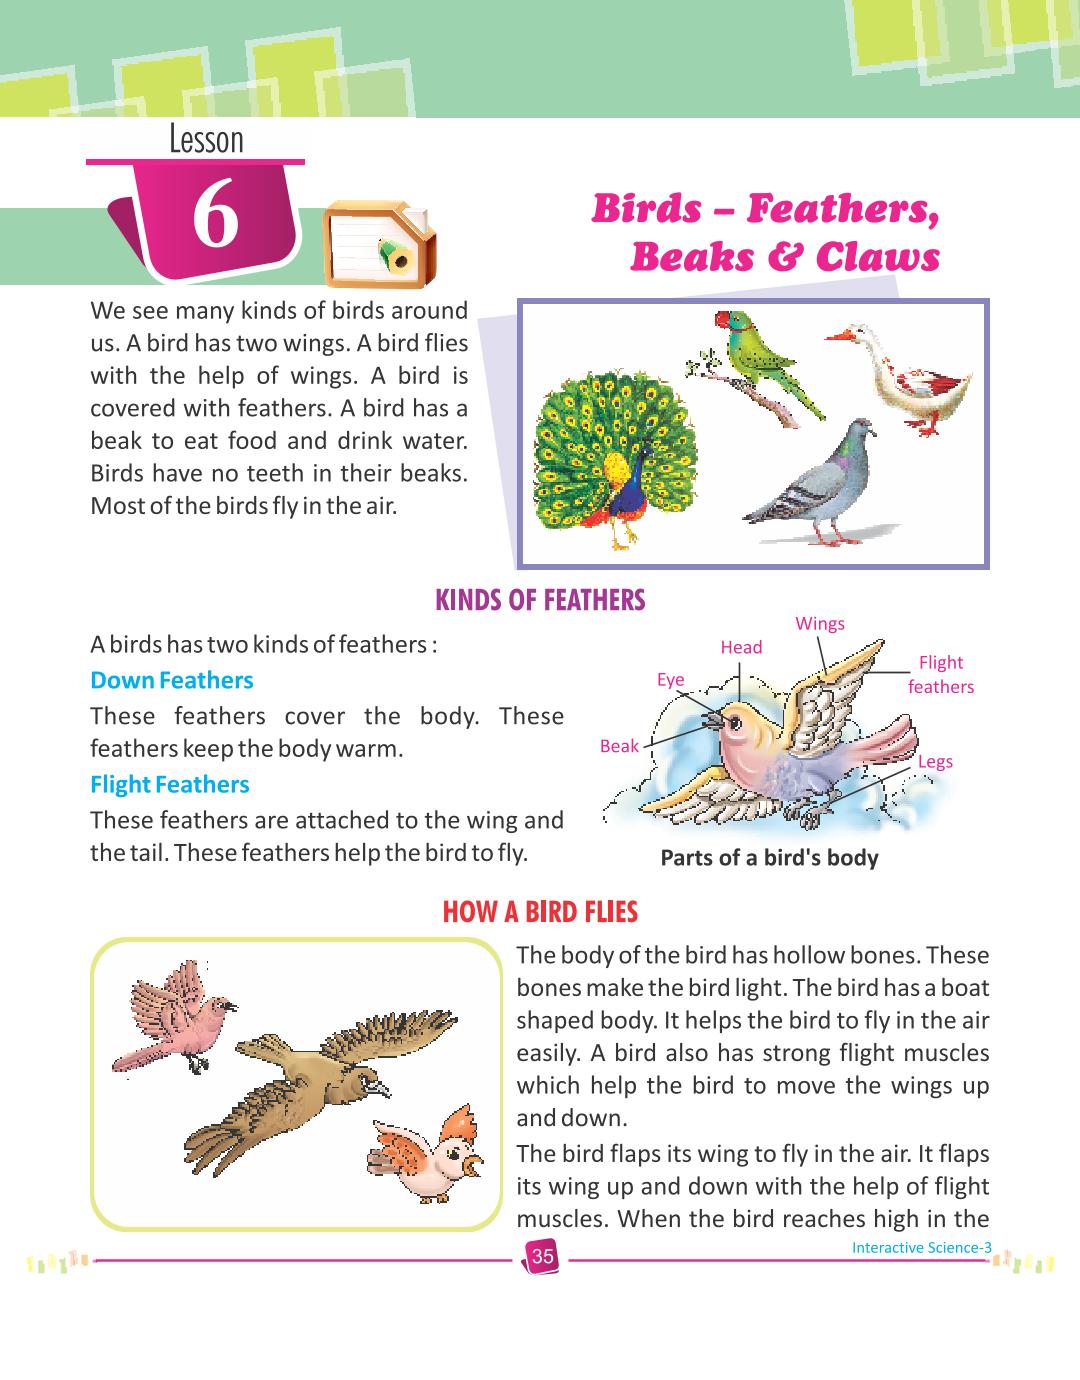 Lesson
6
Birds – Feathers,
Beaks & Claws
We see many kinds of birds around
us. A bird has two wings. A bird flies
with the help of wings. A bird is
covered with feathers. A bird has a
beak to eat food and drink water.
Birds have no teeth in their beaks.
Most of the birds fly in the air.
KINDS OF FEATHERS
A birds has two kinds of feathers :
Down Feathers
These feathers cover the body. These
feathers keep the body warm.
Flight Feathers
These feathers are attached to the wing and
the tail. These feathers help the bird to fly.
Wings
Head
Flight
feathers
Eye
Beak
Legs
Parts of a bird's body
HOW A BIRD FLIES
The body of the bird has hollow bones. These
bones make the bird light. The bird has a boat
shaped body. It helps the bird to fly in the air
easily. A bird also has strong flight muscles
which help the bird to move the wings up
and down.
The bird flaps its wing to fly in the air. It flaps
its wing up and down with the help of flight
muscles. When the bird reaches high in the
Interactive Science-3
35